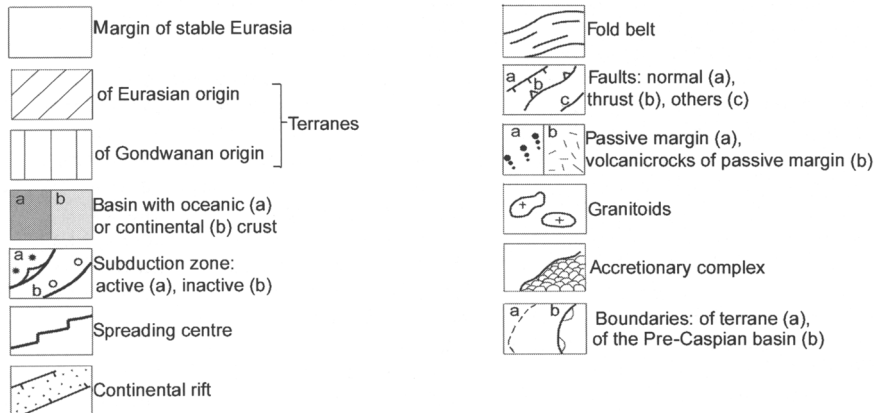 Margin of stable Eurasia
of Eurasian origin
Terranes
of Gondwanan origin
a b
Basin with oceanic (a)
or continental (b) crust
a
b
Subduction zone:
active (a), inactive (b)
Spreading centre
Continental rift
Fold belt
a
b
c
Faults: normal (a),
thrust (b), others (c)
a b
Passive margin (a),
volcanicrocks of passive margin (b)
Granitoids
Accretionary complex
a b
Boundaries: of terrane (a),
of the Pre-Caspian basin (b)